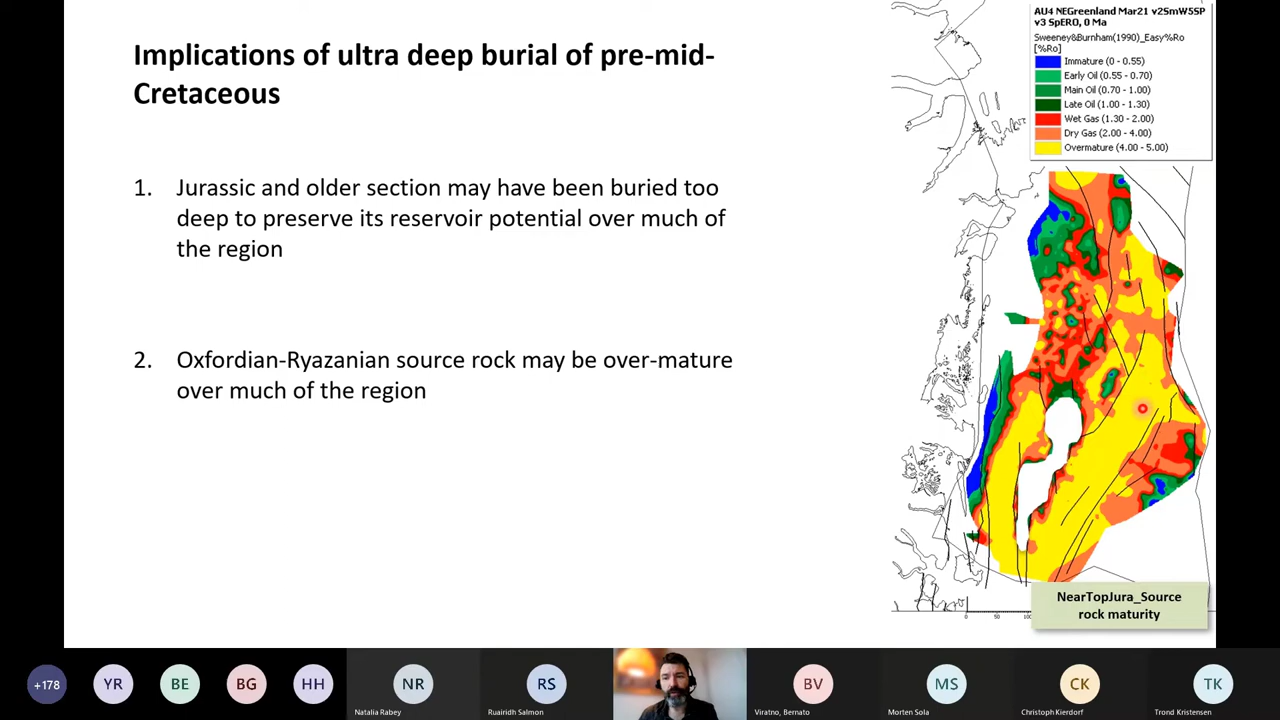 Implications of ultra deep burial of pre-mid-
Cretaceous
1. Jurassic and older section may have been buried too
deep to preserve its reservoir potential over much of
the region
2. Oxfordian-Ryazanian source rock may be over-mature
over much of the region
AU4 NEGreenland Mar21 v2SmW5SP
v3 SpERO, 0 Ma
Sweeney&Burnham(1990)_Easy%Ro
[%Ro]
Immature (0 - 0.55)
Early Oil (0.55 - 0.70)
Main Oil (0.70 - 1.00)
Late Oil (1.00 - 1.30)
Wet Gas (1.30 - 2.00)
Dry Gas (2.00 - 4.00)
Overmature (4.00 - 5.00)
NearTopJura_Source
rock maturity
0 50
+178 YR BE BG HH NR RS BV MS CK TK
Natalia Rabey Ruairidh Salmon Viratno, Bernato Morten Sola Christoph Kierdorf Trond Kristensen